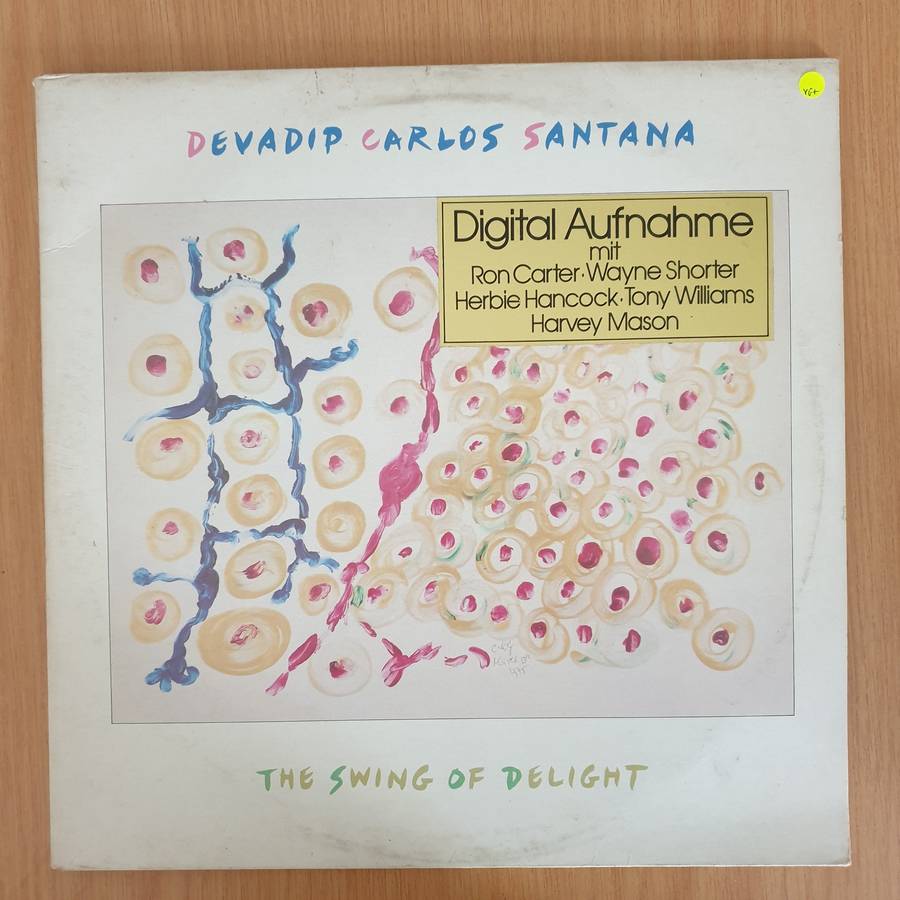 VG+
DEVADIP CARLOS SANTANA
Digital Aufnahme
mit
Ron Carter · Wayne Shorter
Herbie Hancock · Tony Williams
Harvey Mason
THE SWING OF DELIGHT